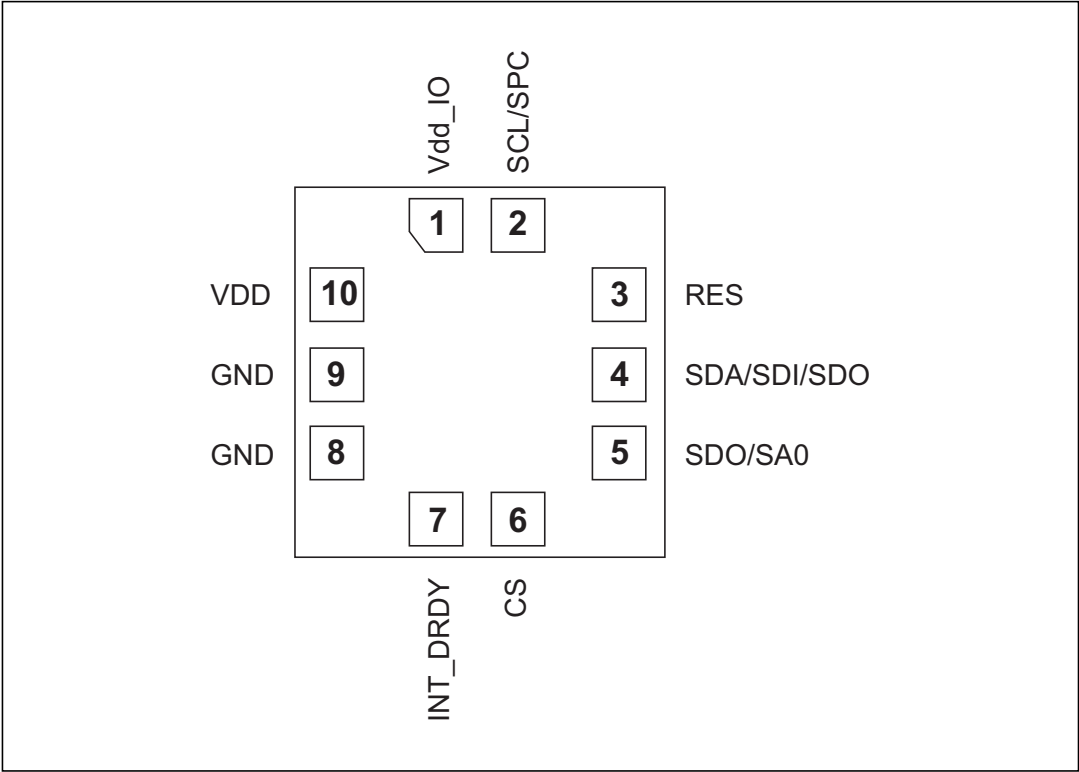 Vdd_IO
SCL/SPC
1
2
VDD
10
3
RES
GND
9
4
SDA/SDI/SDO
GND
8
5
SDO/SA0
7
6
INT_DRDY
CS